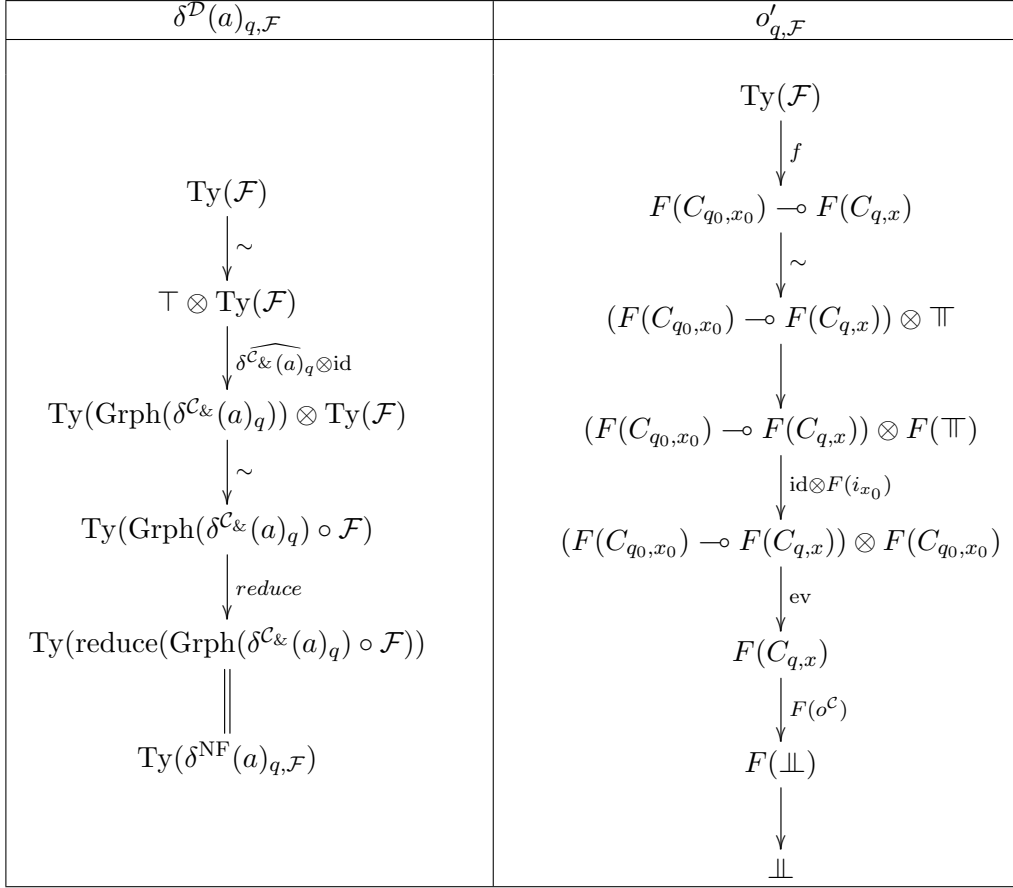 δ^𝒟(a)_{q,ℱ}
Ty(ℱ)
∼
⊤ ⊗ Ty(ℱ)
\widehat{δ^{𝒞_&}(a)_q}⊗id
Ty(Grph(δ^{𝒞_&}(a)_q)) ⊗ Ty(ℱ)
∼
Ty(Grph(δ^{𝒞_&}(a)_q) ∘ ℱ)
reduce
Ty(reduce(Grph(δ^{𝒞_&}(a)_q) ∘ ℱ))
Ty(δ^{NF}(a)_{q,ℱ})
o′_{q,ℱ}
Ty(ℱ)
f
F(C_{q_0,x_0}) ⊸ F(C_{q,x})
∼
(F(C_{q_0,x_0}) ⊸ F(C_{q,x})) ⊗ ⫪
(F(C_{q_0,x_0}) ⊸ F(C_{q,x})) ⊗ F(⫪)
id⊗F(i_{x_0})
(F(C_{q_0,x_0}) ⊸ F(C_{q,x})) ⊗ F(C_{q_0,x_0})
ev
F(C_{q,x})
F(o^𝒞)
F(⫫)
⫫